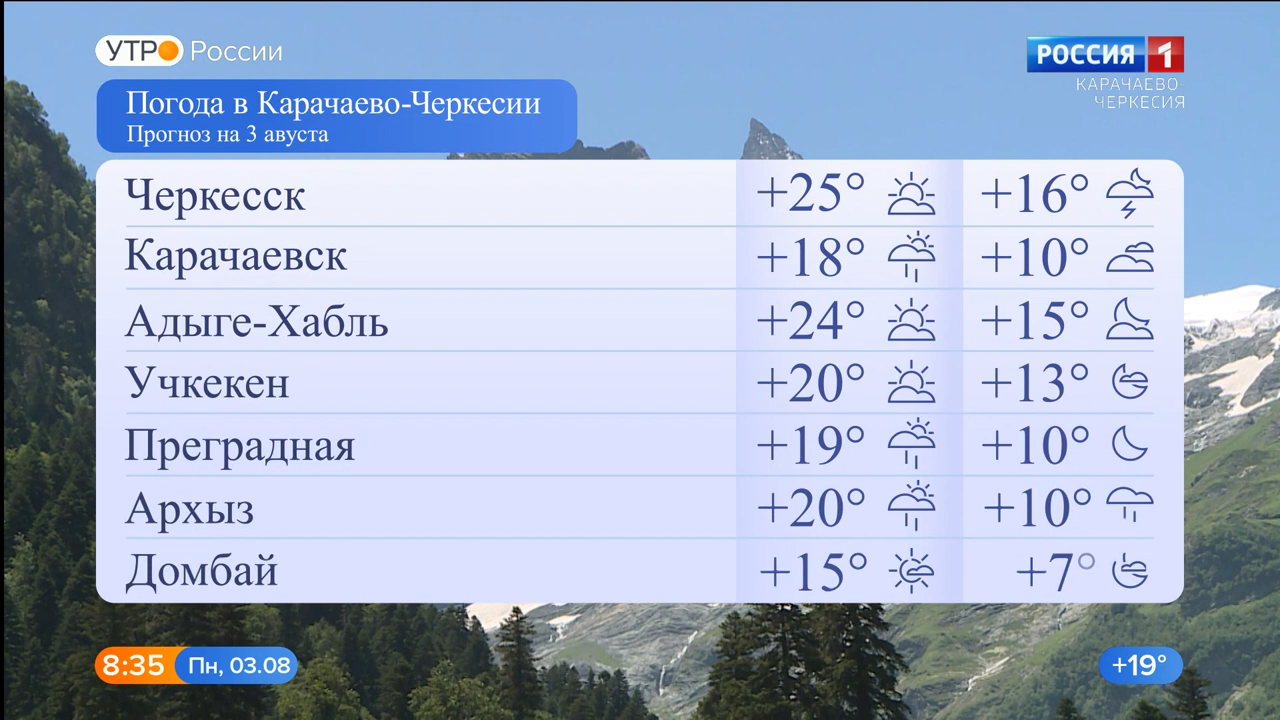 УТРО России
РОССИЯ 1
КАРАЧАЕВО-
ЧЕРКЕСИЯ
Погода в Карачаево-Черкесии
Прогноз на 3 авуста
Черкесск +25° +16°
Карачаевск +18° +10°
Адыге-Хабль +24° +15°
Учкекен +20° +13°
Преградная +19° +10°
Архыз +20° +10°
Домбай +15° +7°
8:35 Пн, 03.08 +19°